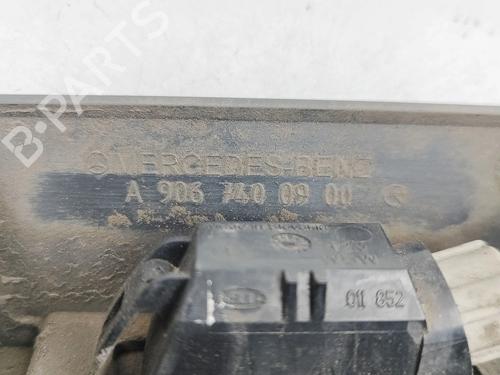 B-PARTS
MERCEDES-BENZ
A 906 740 09 00
011 852